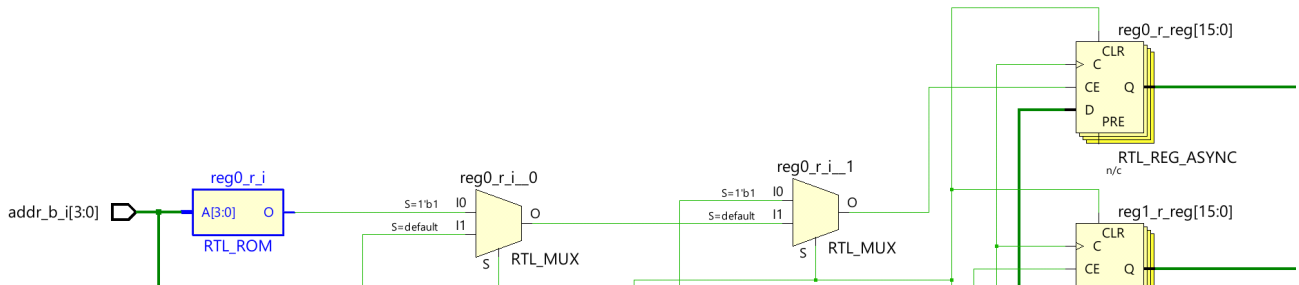 reg0_r_reg[15:0]
CLR
C
CE
Q
D
PRE
RTL_REG_ASYNC
n/c
reg0_r_i__1
S=1'b1
I0
S=default
I1
O
S
RTL_MUX
reg0_r_i__0
S=1'b1
I0
S=default
I1
O
S
RTL_MUX
reg0_r_i
addr_b_i[3:0]
A[3:0]
O
RTL_ROM
reg1_r_reg[15:0]
CLR
C
CE
Q